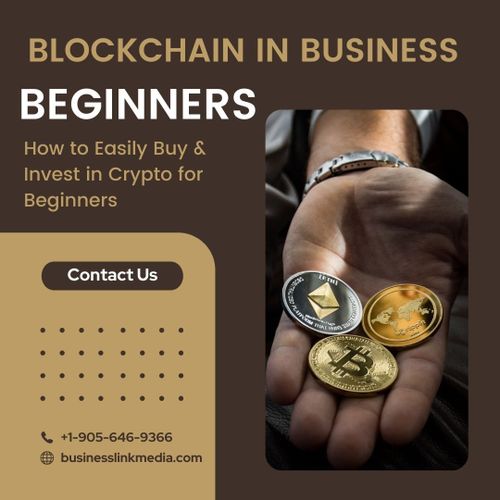 BLOCKCHAIN IN BUSINESS
BEGINNERS
How to Easily Buy &
Invest in Crypto for
Beginners
Contact Us
+1-905-646-9366
businesslinkmedia.com